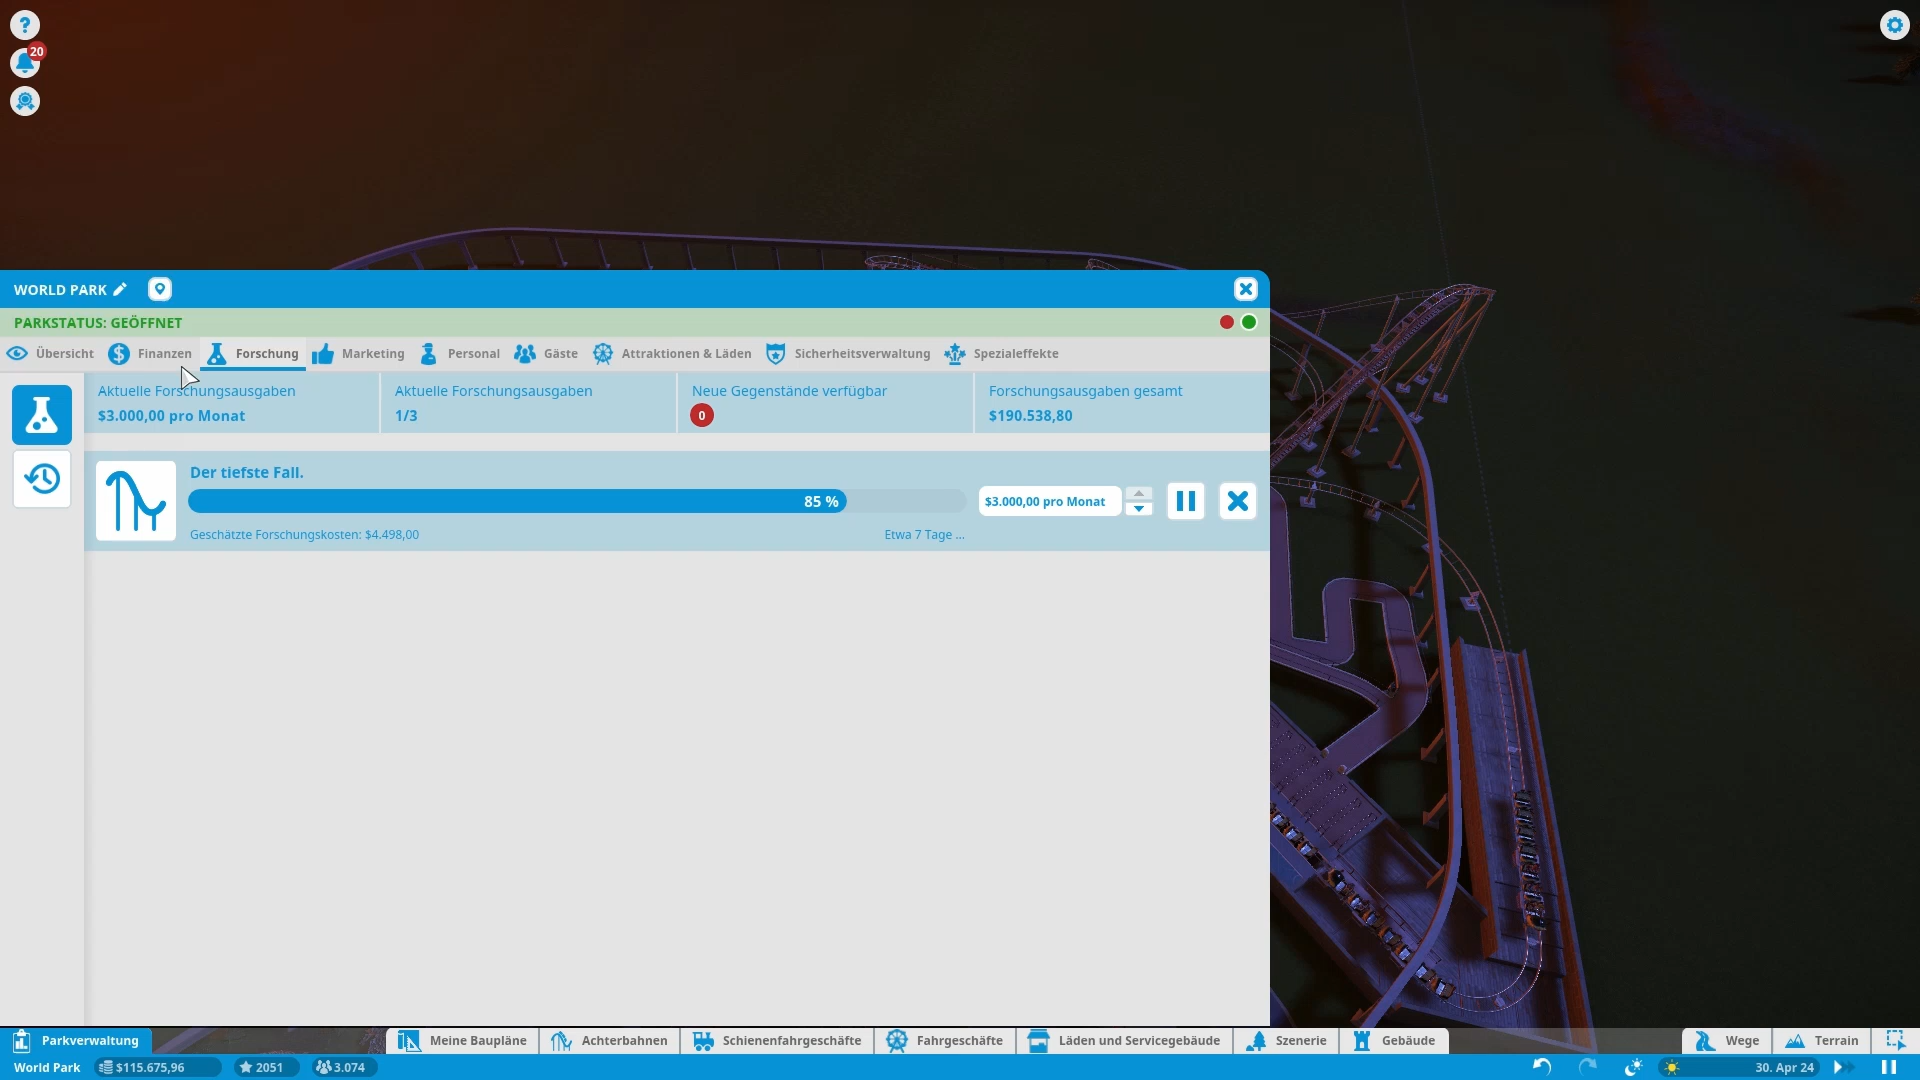 ?
20
WORLD PARK
PARKSTATUS: GEÖFFNET
Übersicht
Finanzen
Forschung
Marketing
Personal
Gäste
Attraktionen & Läden
Sicherheitsverwaltung
Spezialeffekte
Aktuelle Forschungsausgaben
$3.000,00 pro Monat
Aktuelle Forschungsausgaben
1/3
Neue Gegenstände verfügbar
0
Forschungsausgaben gesamt
$190.538,80
Der tiefste Fall.
85 %
$3.000,00 pro Monat
Geschätzte Forschungskosten: $4.498,00
Etwa 7 Tage ...
Parkverwaltung
Meine Baupläne
Achterbahnen
Schienenfahrgeschäfte
Fahrgeschäfte
Läden und Servicegebäude
Szenerie
Gebäude
Wege
Terrain
World Park
$115.675,96
2051
3.074
30. Apr 24